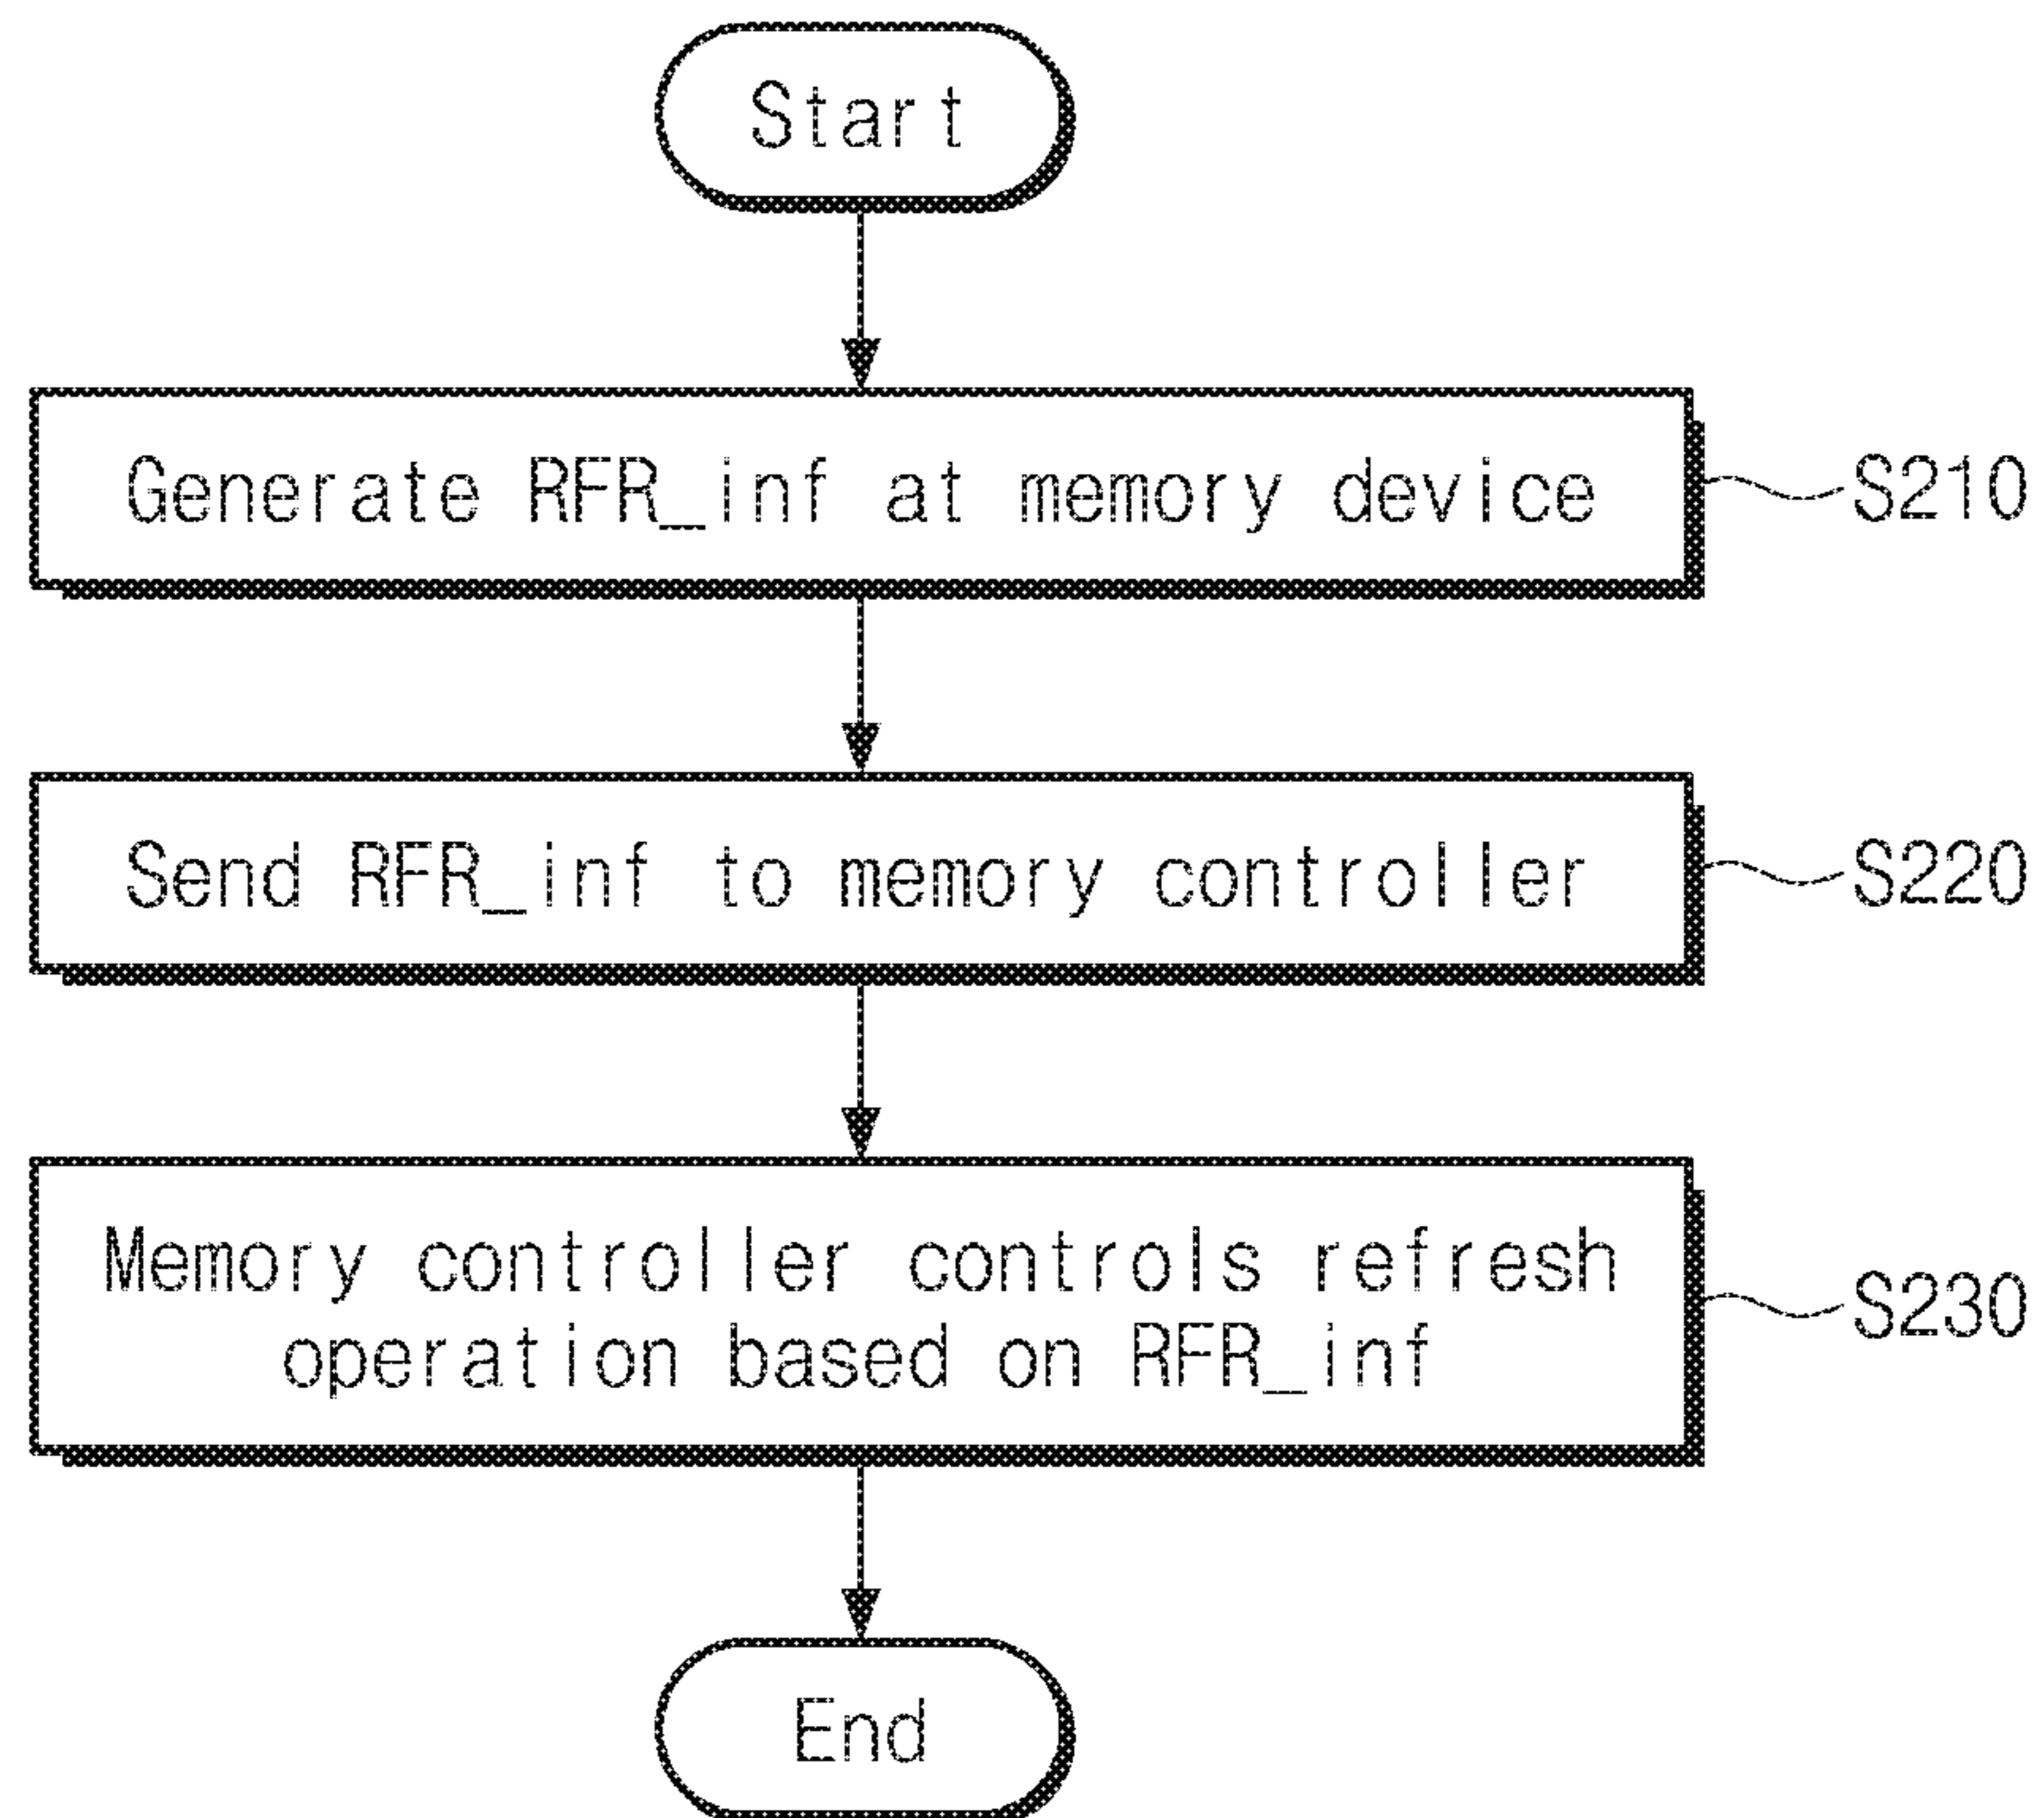 Start
Generate RFR_inf at memory device
S210
Send RFR_inf to memory controller
S220
Memory controller controls refresh
operation based on RFR_inf
S230
End